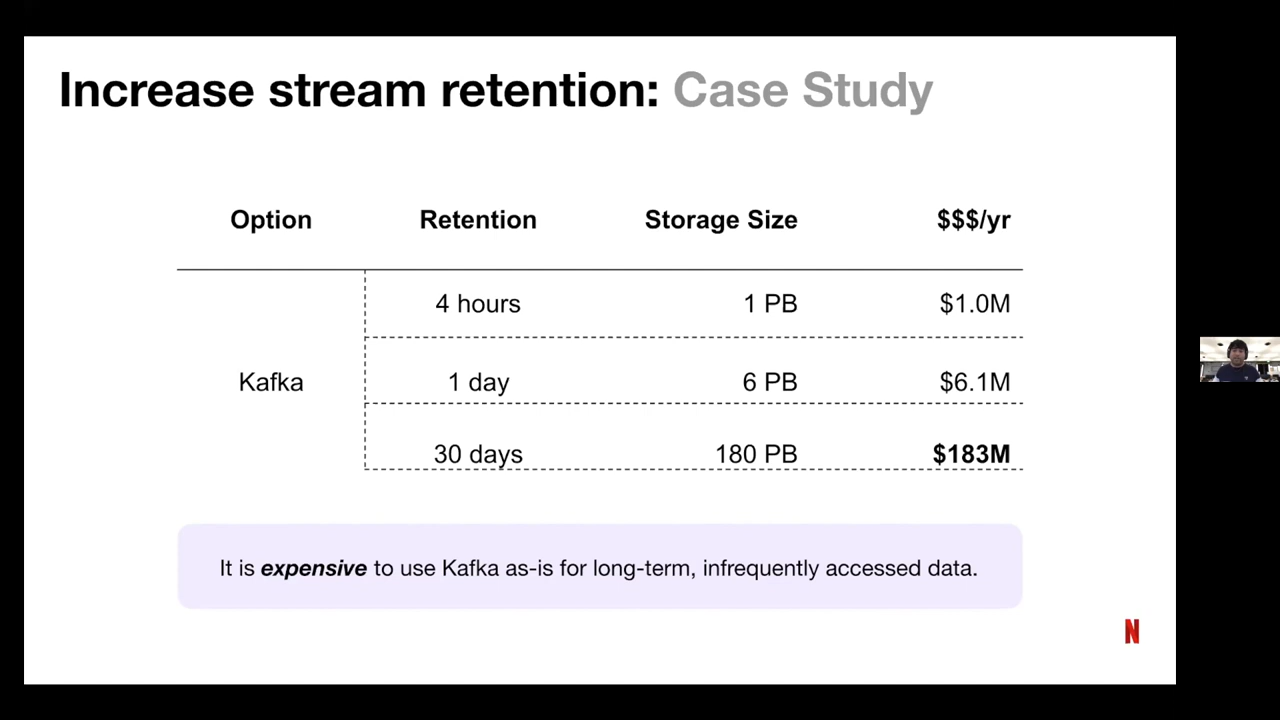 Increase stream retention: Case Study
Option Retention Storage Size $$$/yr
4 hours 1 PB $1.0M
Kafka 1 day 6 PB $6.1M
30 days 180 PB $183M
It is expensive to use Kafka as-is for long-term, infrequently accessed data.
N